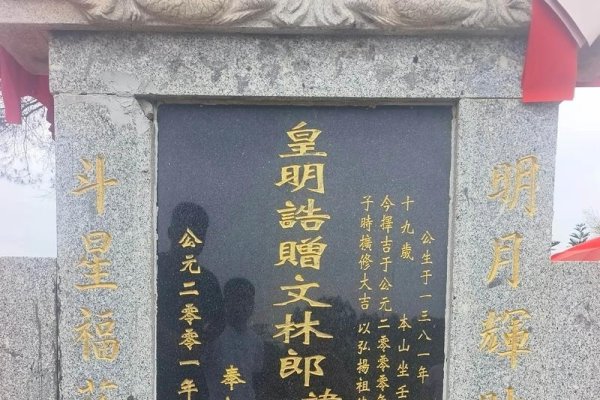 明月輝
公生于一三八一年
十九歲 本山坐壬
今擇吉于公元二零零零年
子時擴修大吉以弘揚祖
皇明誥贈文林郎
奉
公元二零零一年
斗星福